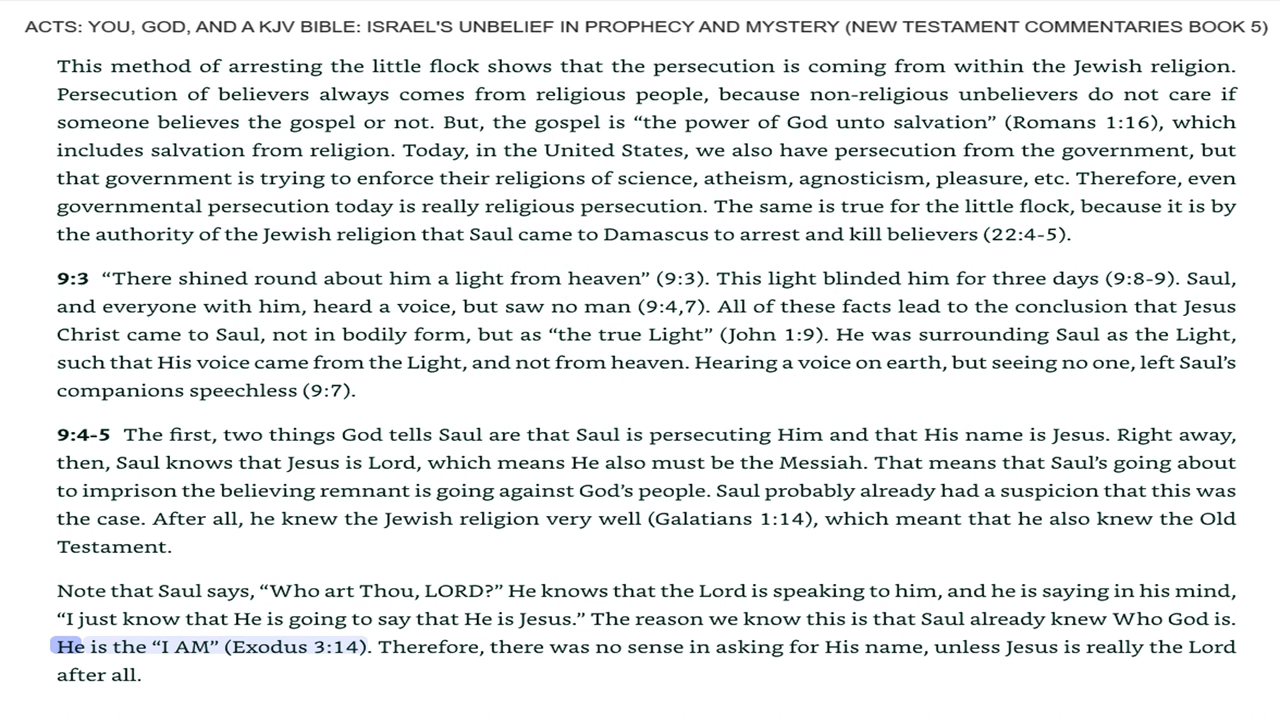 ACTS: YOU, GOD, AND A KJV BIBLE: ISRAEL'S UNBELIEF IN PROPHECY AND MYSTERY (NEW TESTAMENT COMMENTARIES BOOK 5)
This method of arresting the little flock shows that the persecution is coming from within the Jewish religion.
Persecution of believers always comes from religious people, because non-religious unbelievers do not care if
someone believes the gospel or not. But, the gospel is “the power of God unto salvation” (Romans 1:16), which
includes salvation from religion. Today, in the United States, we also have persecution from the government, but
that government is trying to enforce their religions of science, atheism, agnosticism, pleasure, etc. Therefore, even
governmental persecution today is really religious persecution. The same is true for the little flock, because it is by
the authority of the Jewish religion that Saul came to Damascus to arrest and kill believers (22:4-5).
9:3 “There shined round about him a light from heaven” (9:3). This light blinded him for three days (9:8-9). Saul,
and everyone with him, heard a voice, but saw no man (9:4,7). All of these facts lead to the conclusion that Jesus
Christ came to Saul, not in bodily form, but as “the true Light” (John 1:9). He was surrounding Saul as the Light,
such that His voice came from the Light, and not from heaven. Hearing a voice on earth, but seeing no one, left Saul’s
companions speechless (9:7).
9:4-5 The first, two things God tells Saul are that Saul is persecuting Him and that His name is Jesus. Right away,
then, Saul knows that Jesus is Lord, which means He also must be the Messiah. That means that Saul’s going about
to imprison the believing remnant is going against God’s people. Saul probably already had a suspicion that this was
the case. After all, he knew the Jewish religion very well (Galatians 1:14), which meant that he also knew the Old
Testament.
Note that Saul says, “Who art Thou, LORD?” He knows that the Lord is speaking to him, and he is saying in his mind,
“I just know that He is going to say that He is Jesus.” The reason we know this is that Saul already knew Who God is.
He is the “I AM” (Exodus 3:14). Therefore, there was no sense in asking for His name, unless Jesus is really the Lord
after all.